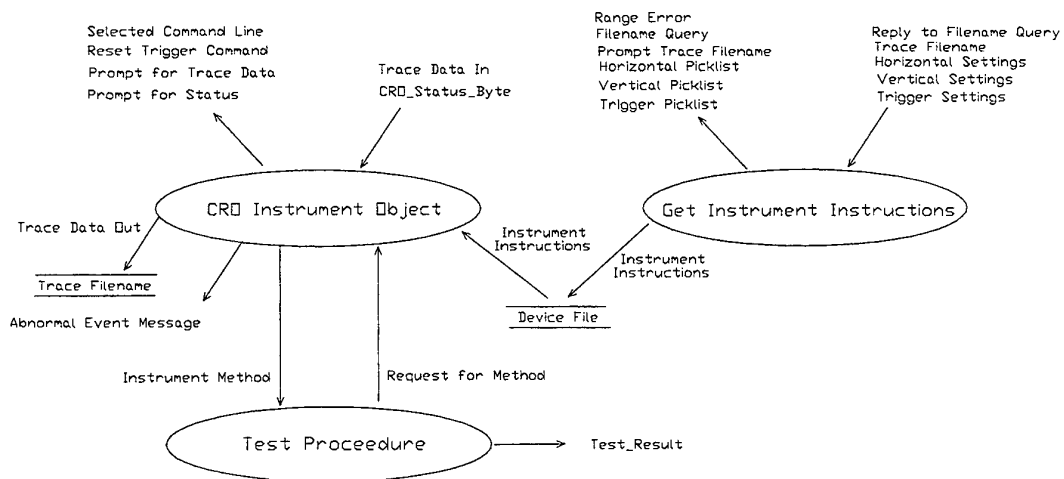 Selected Command Line
Reset Trigger Command
Prompt for Trace Data
Prompt for Status
Trace Data In
CRO_Status_Byte
Range Error
Filename Query
Prompt Trace Filename
Horizontal Picklist
Vertical Picklist
Trigger Picklist
Reply to Filename Query
Trace Filename
Horizontal Settings
Vertical Settings
Trigger Settings
CRO Instrument Object
Get Instrument Instructions
Trace Data Out
Trace Filename
Abnormal Event Message
Instrument
Instructions
Instrument
Instructions
Device File
Instrument Method
Request for Method
Test Proceedure
Test_Result